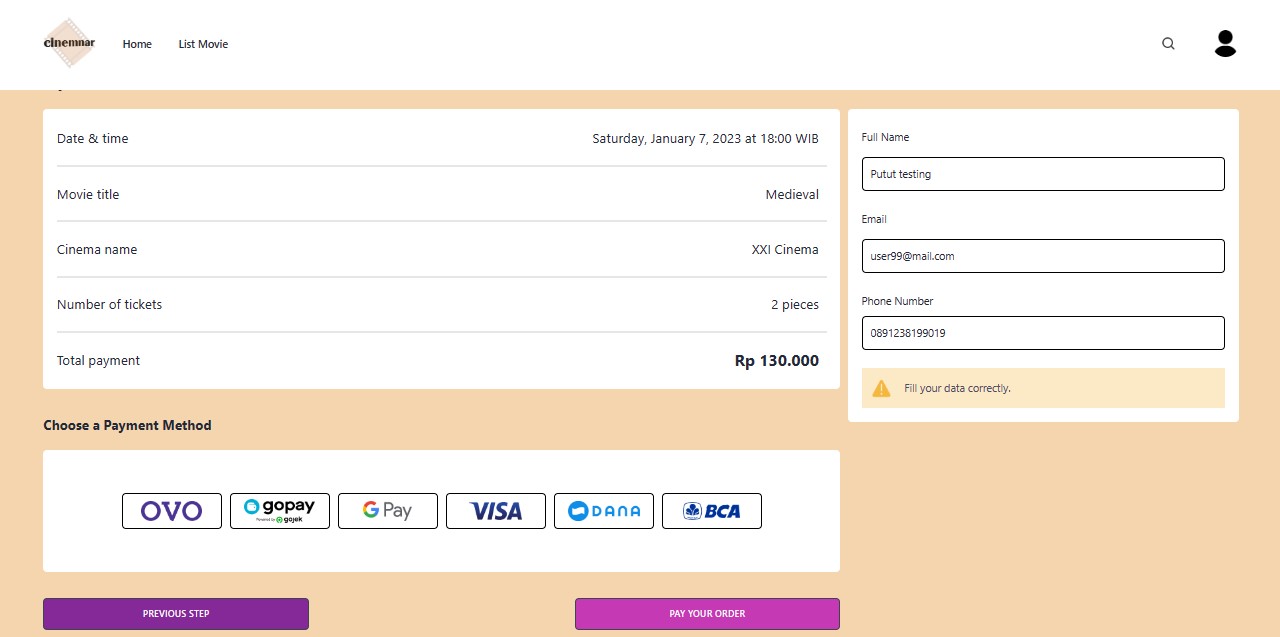 cinemnar
Home
List Movie
Date & time
Saturday, January 7, 2023 at 18:00 WIB
Movie title
Medieval
Cinema name
XXI Cinema
Number of tickets
2 pieces
Total payment
Rp 130.000
Full Name
Putut testing
Email
user99@mail.com
Phone Number
0891238199019
Fill your data correctly.
Choose a Payment Method
OVO
gopay
Powered by gojek
G Pay
VISA
DANA
BCA
PREVIOUS STEP
PAY YOUR ORDER